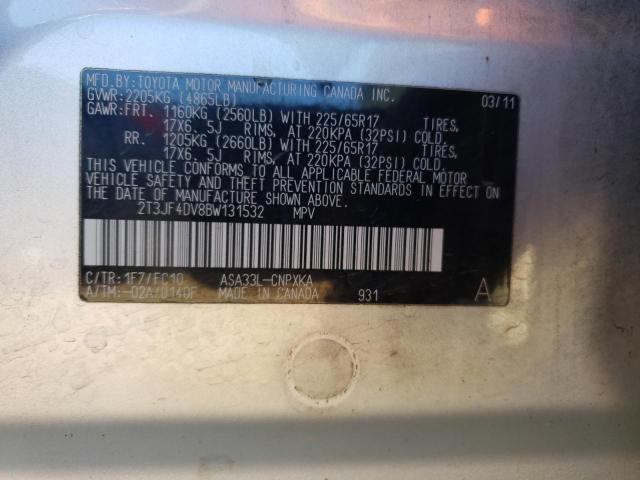 MFD.BY:TOYOTA MOTOR MANUFACTURING CANADA INC.
GVWR:2205KG (4865LB) 03/11
GAWR:FRT. 1160KG (2560LB) WITH 225/65R17 TIRES,
17X6.5J RIMS, AT 220KPA (32PSI) COLD,
RR. 1205KG (2660LB) WITH 225/65R17 TIRES,
17X6.5J RIMS, AT 220KPA (32PSI) COLD.
THIS VEHICLE CONFORMS TO ALL APPLICABLE FEDERAL MOTOR
VEHICLE SAFETY AND THEFT PREVENTION STANDARDS IN EFFECT ON
THE DATE OF MANUFACTURE SHOWN ABOVE.
2T3JF4DV8BW131532 MPV
C/TR:1F7/FC10 ASA33L-CNPXKA
A/TM:-02A/D140F MADE IN CANADA 931 A